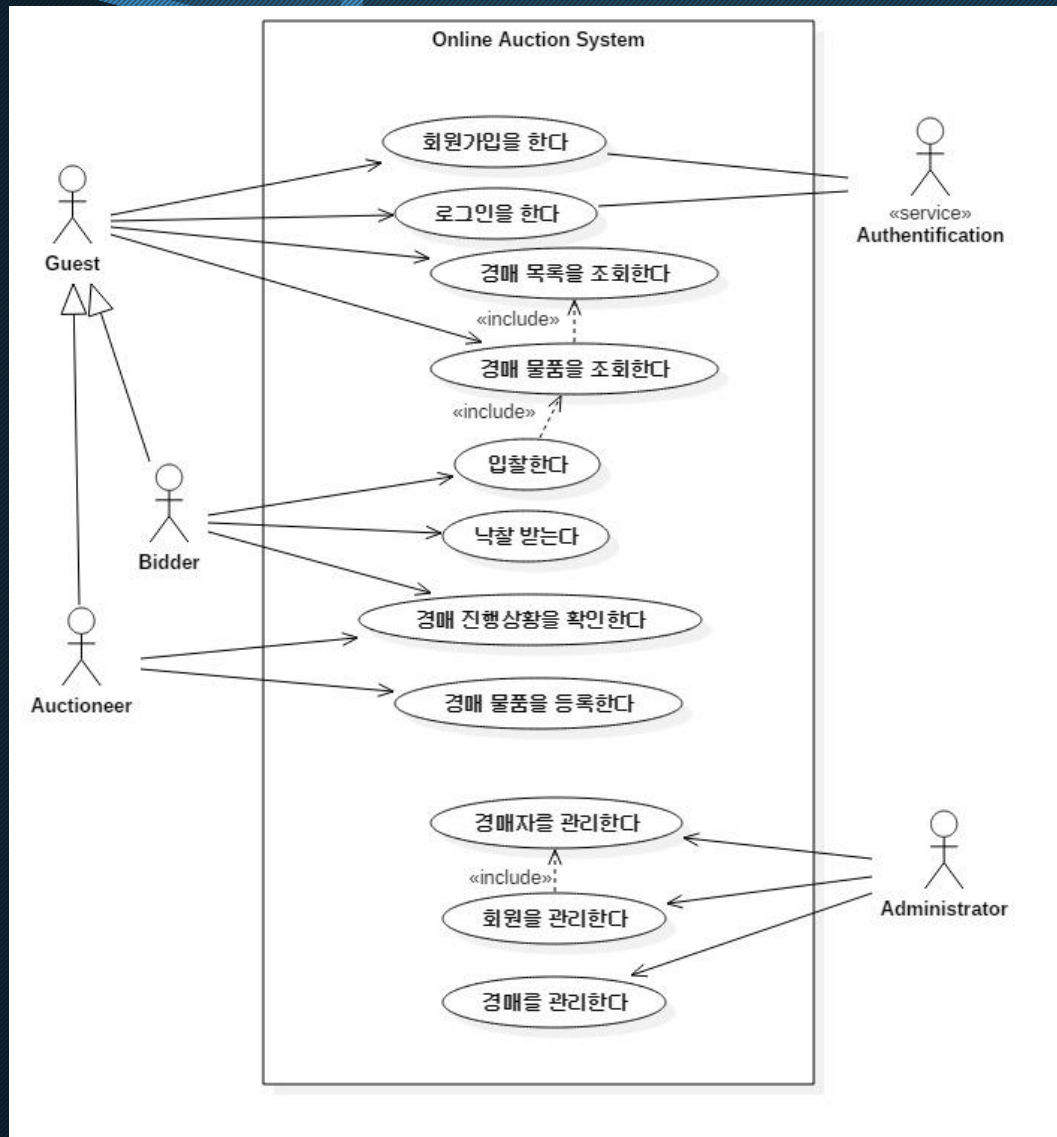 Online Auction System
회원가입을 한다
로그인을 한다
«service»
Authentification
Guest
경매 목록을 조회한다
«include»
경매 물품을 조회한다
«include»
입찰한다
낙찰 받는다
Bidder
경매 진행상황을 확인한다
Auctioneer
경매 물품을 등록한다
경매자를 관리한다
«include»
회원을 관리한다
Administrator
경매를 관리한다